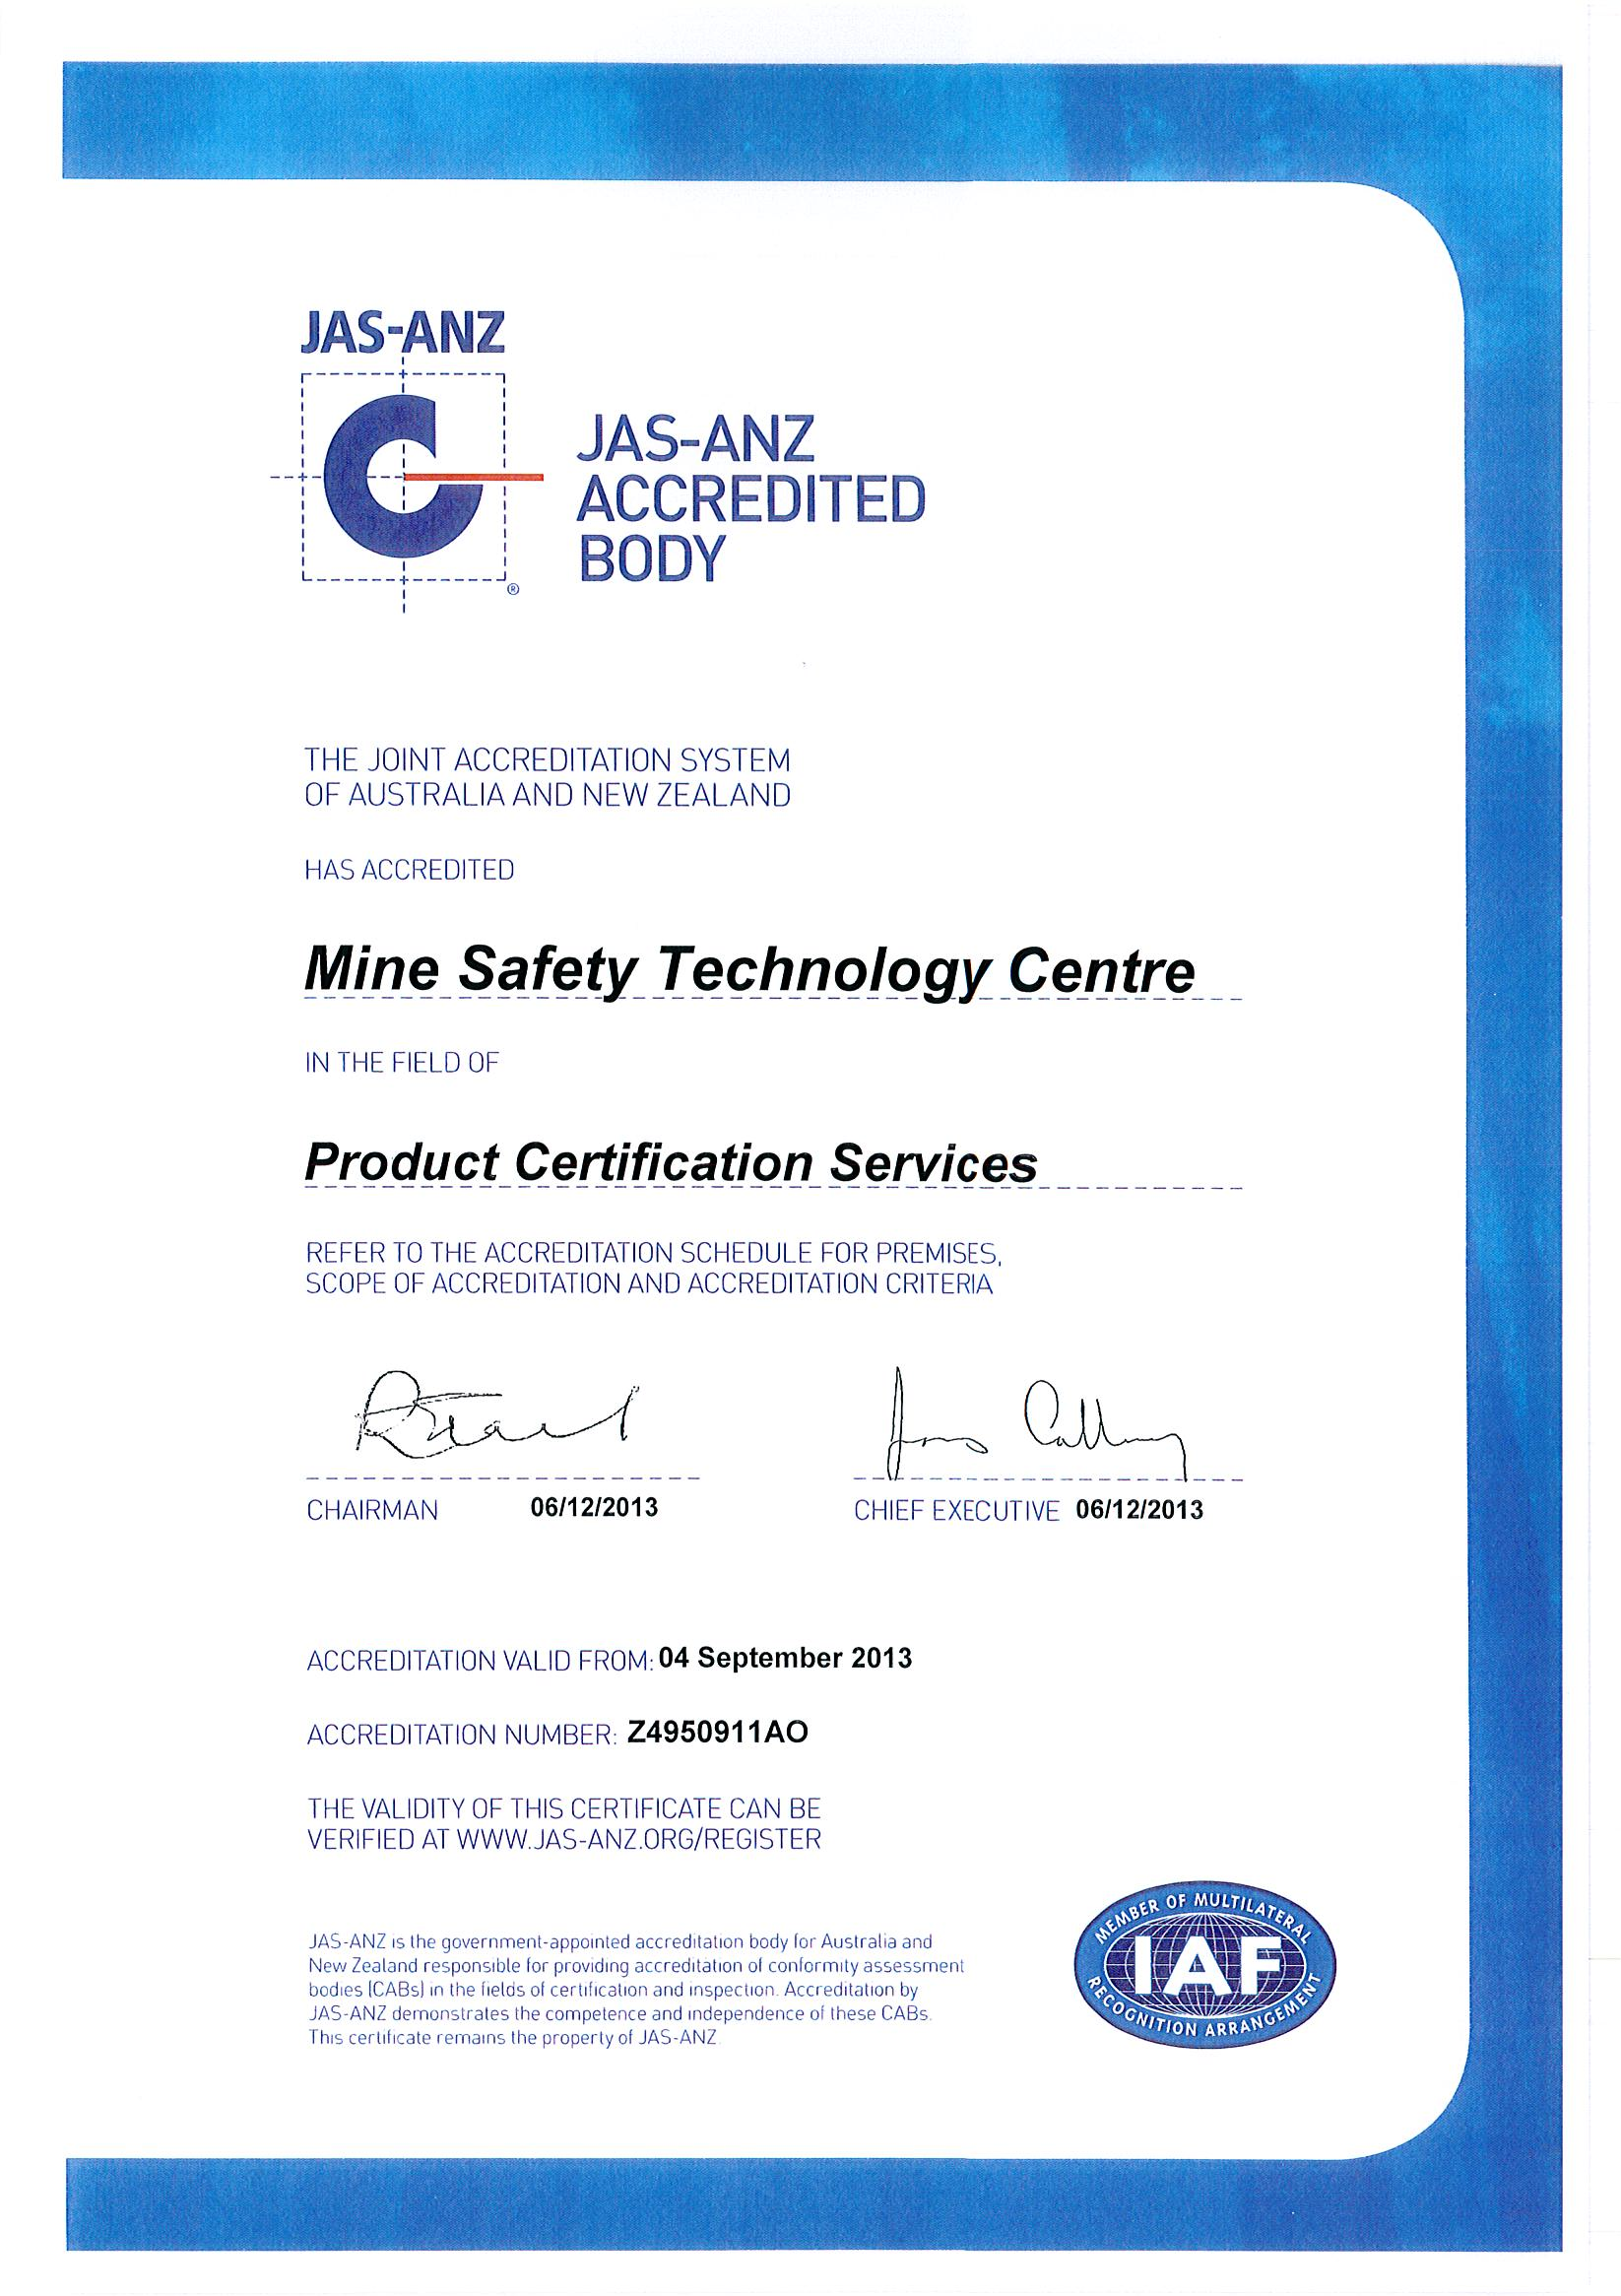 JAS-ANZ
®
JAS-ANZ
ACCREDITED
BODY
THE JOINT ACCREDITATION SYSTEM
OF AUSTRALIA AND NEW ZEALAND
HAS ACCREDITED
Mine Safety Technology Centre
IN THE FIELD OF
Product Certification Services
REFER TO THE ACCREDITATION SCHEDULE FOR PREMISES,
SCOPE OF ACCREDITATION AND ACCREDITATION CRITERIA
CHAIRMAN 06/12/2013
CHIEF EXECUTIVE 06/12/2013
ACCREDITATION VALID FROM: 04 September 2013
ACCREDITATION NUMBER: Z4950911AO
THE VALIDITY OF THIS CERTIFICATE CAN BE
VERIFIED AT WWW.JAS-ANZ.ORG/REGISTER
JAS-ANZ is the government-appointed accreditation body for Australia and
New Zealand responsible for providing accreditation of conformity assessment
bodies (CABs) in the fields of certification and inspection. Accreditation by
JAS-ANZ demonstrates the competence and independence of these CABs.
This certificate remains the property of JAS-ANZ.
MEMBER OF MULTILATERAL
IAF
RECOGNITION ARRANGEMENT